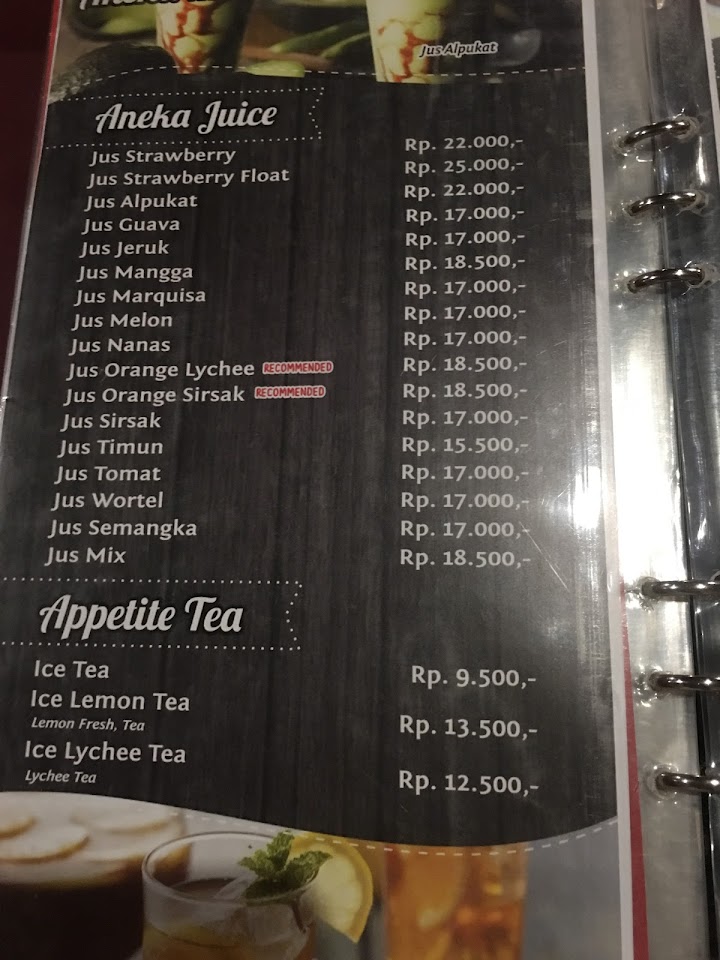 Jus Alpukat
Aneka Juice
Jus Strawberry Rp. 22.000,-
Jus Strawberry Float Rp. 25.000,-
Jus Alpukat Rp. 22.000,-
Jus Guava Rp. 17.000,-
Jus Jeruk Rp. 17.000,-
Jus Mangga Rp. 18.500,-
Jus Marquisa Rp. 17.000,-
Jus Melon Rp. 17.000,-
Jus Nanas Rp. 17.000,-
Jus Orange Lychee RECOMMENDED Rp. 18.500,-
Jus Orange Sirsak RECOMMENDED Rp. 18.500,-
Jus Sirsak Rp. 17.000,-
Jus Timun Rp. 15.500,-
Jus Tomat Rp. 17.000,-
Jus Wortel Rp. 17.000,-
Jus Semangka Rp. 17.000,-
Jus Mix Rp. 18.500,-
Appetite Tea
Ice Tea Rp. 9.500,-
Ice Lemon Tea Rp. 13.500,-
Lemon Fresh, Tea
Ice Lychee Tea Rp. 12.500,-
Lychee Tea